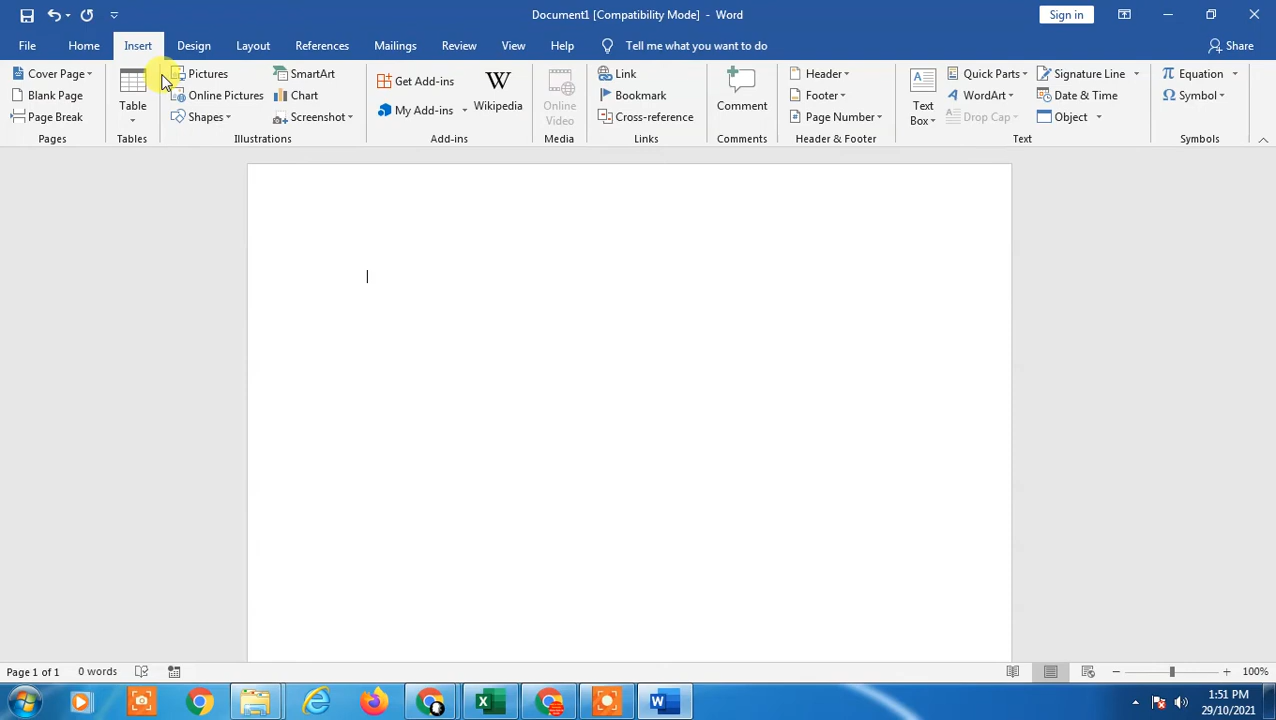 Document1 [Compatibility Mode] - Word
Sign in
File Home Insert Design Layout References Mailings Review View Help Tell me what you want to do Share
Cover Page
Blank Page
Page Break
Pages
Table
Tables
Pictures
Online Pictures
Shapes
SmartArt
Chart
Screenshot
Illustrations
Get Add-ins
My Add-ins
W
Wikipedia
Add-ins
Online
Video
Media
Link
Bookmark
Cross-reference
Links
Comment
Comments
Header
Footer
Page Number
Header & Footer
Text
Box
Quick Parts
WordArt
Drop Cap
Signature Line
Date & Time
Object
Text
π Equation
Ω Symbol
Symbols
Page 1 of 1 0 words
100%
1:51 PM
29/10/2021